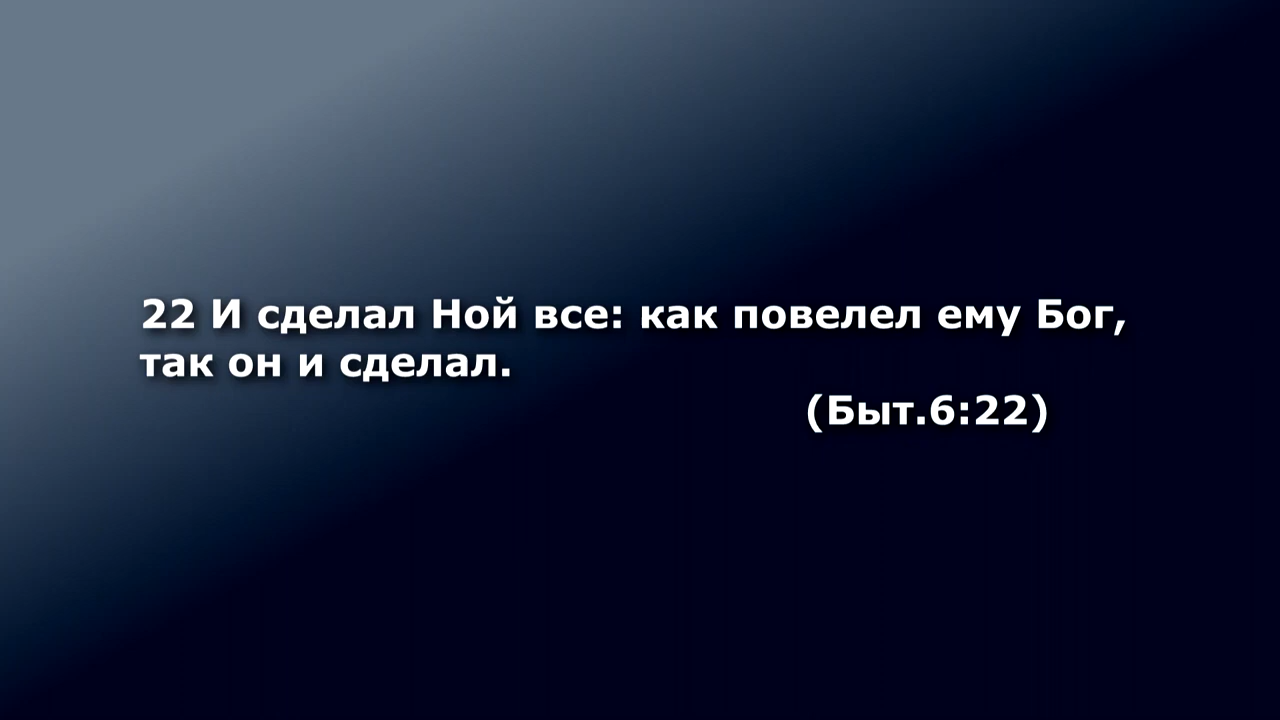 22 И сделал Ной все: как повелел ему Бог,
так он и сделал.
(Быт.6:22)